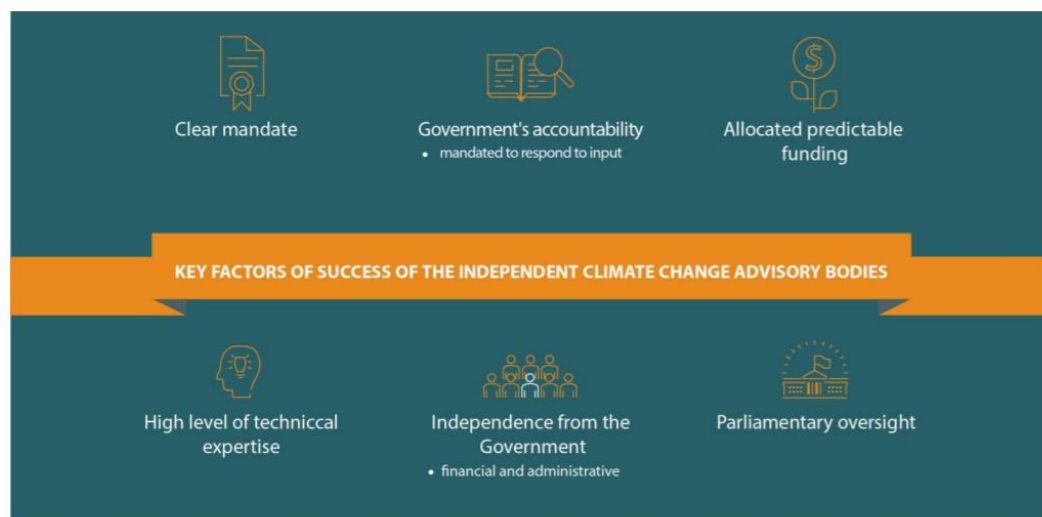 Clear mandate
Government's accountability
• mandated to respond to input
Allocated predictable
funding
KEY FACTORS OF SUCCESS OF THE INDEPENDENT CLIMATE CHANGE ADVISORY BODIES
High level of techniccal
expertise
Independence from the
Government
• financial and administrative
Parliamentary oversight